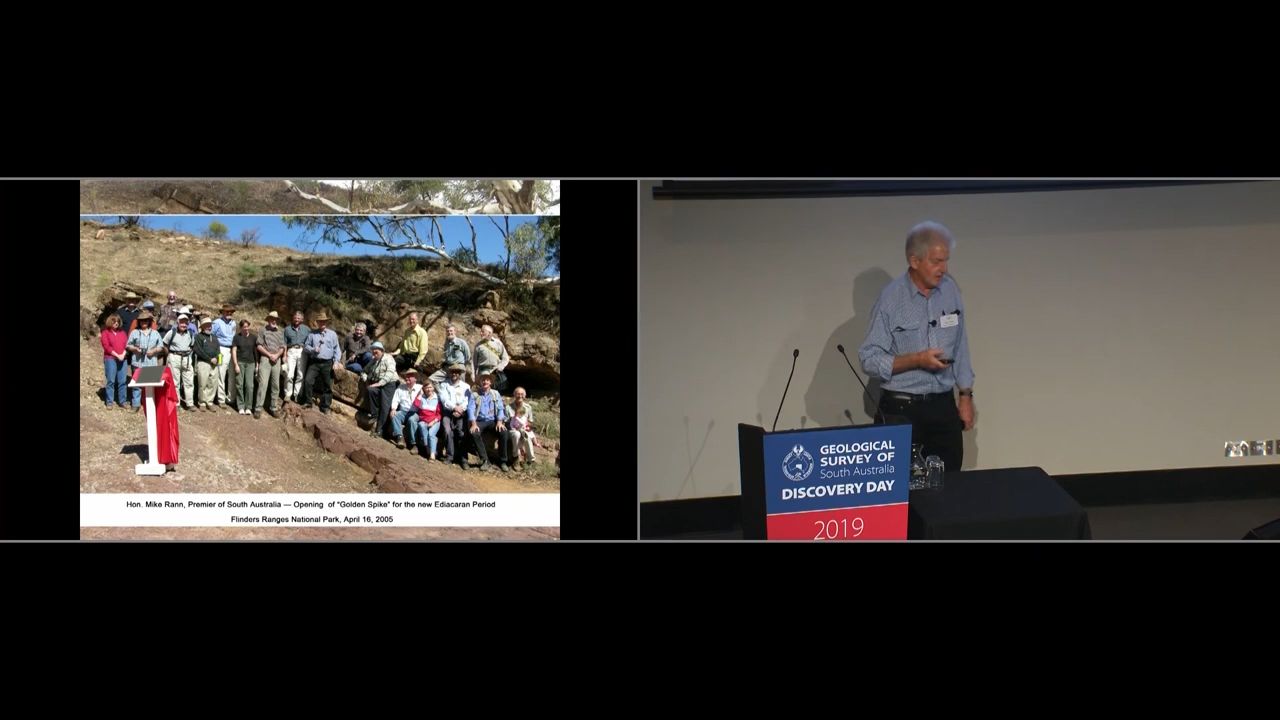 Hon. Mike Rann, Premier of South Australia — Opening of "Golden Spike" for the new Ediacaran Period
Flinders Ranges National Park, April 16, 2005
GEOLOGICAL
SURVEY OF
South Australia
DISCOVERY DAY
2019